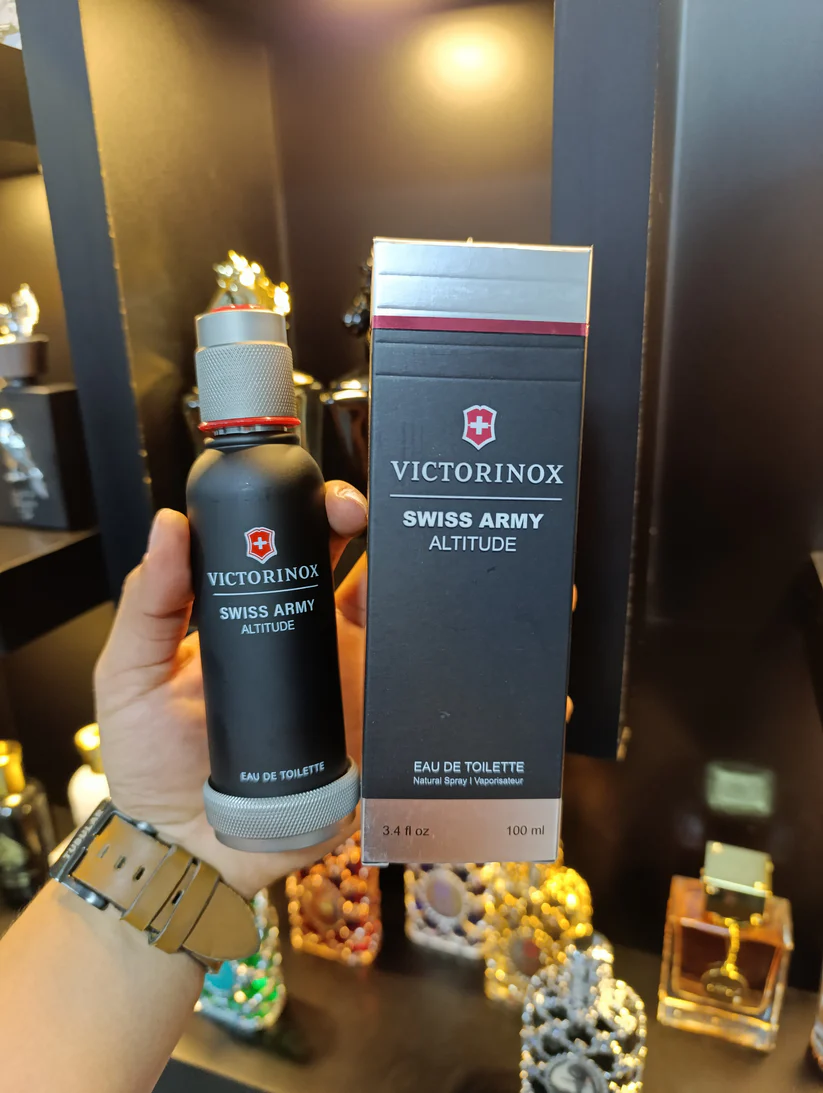 VICTORINOX
SWISS ARMY
ALTITUDE
EAU DE TOILETTE
VICTORINOX
SWISS ARMY
ALTITUDE
EAU DE TOILETTE
Natural Spray | Vaporisateur
3.4 fl oz 100 ml